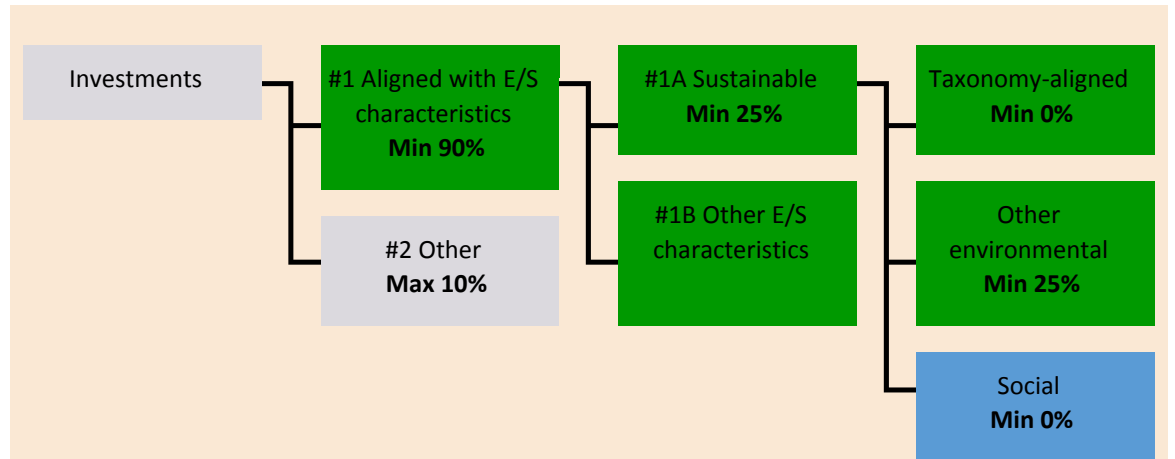 Investments
#1 Aligned with E/S
characteristics
Min 90%
#2 Other
Max 10%
#1A Sustainable
Min 25%
#1B Other E/S
characteristics
Taxonomy-aligned
Min 0%
Other
environmental
Min 25%
Social
Min 0%